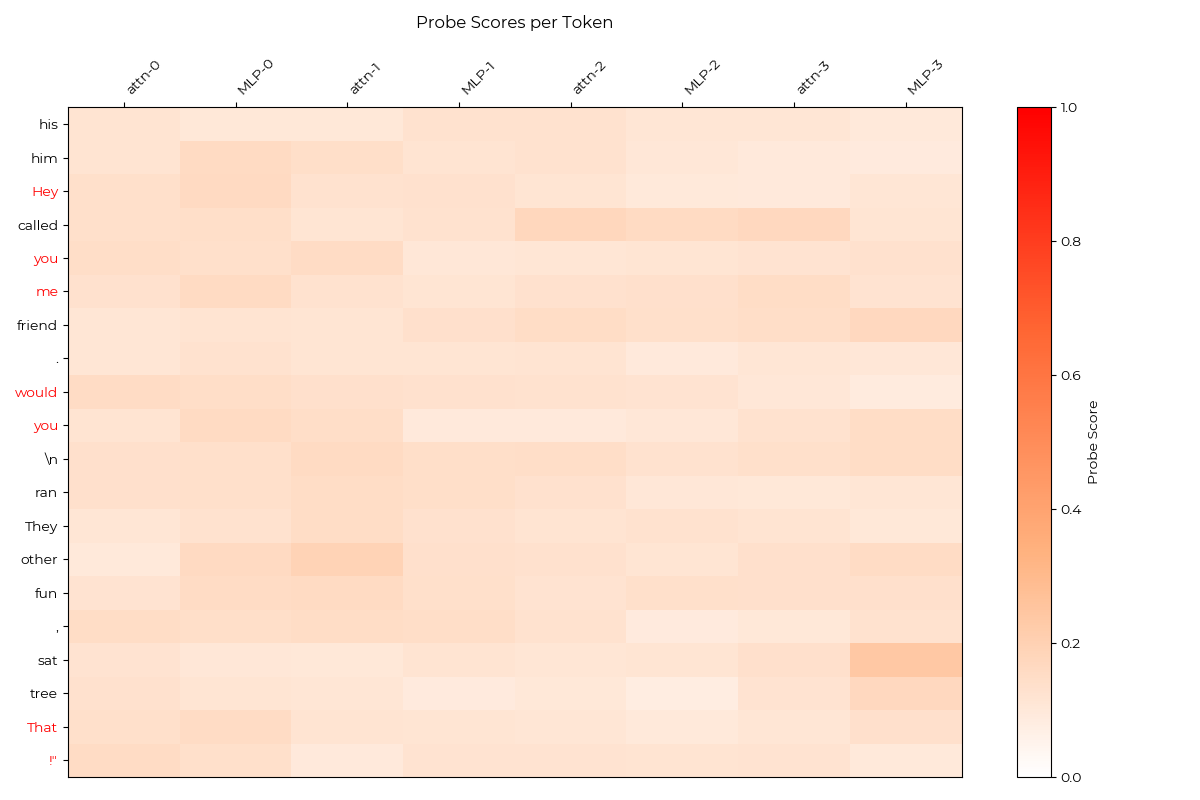 Probe Scores per Token
attn-0 MLP-0 attn-1 MLP-1 attn-2 MLP-2 attn-3 MLP-3
his
him
Hey
called
you
me
friend
.
would
you
\n
ran
They
other
fun
,
sat
tree
That
!"
1.0
0.8
0.6
0.4
0.2
0.0
Probe Score